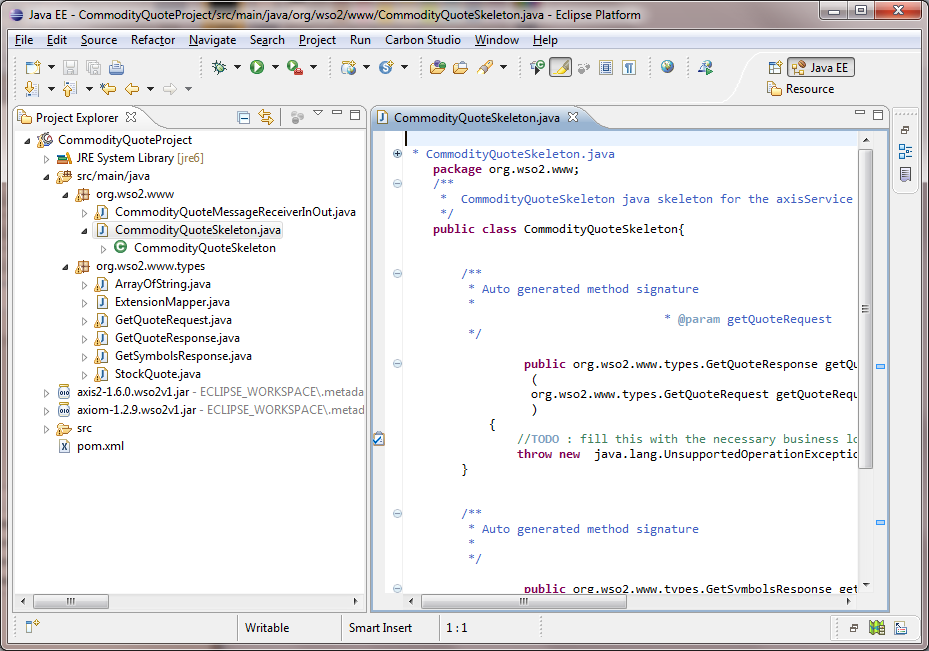 Java EE - CommodityQuoteProject/src/main/java/org/wso2/www/CommodityQuoteSkeleton.java - Eclipse Platform
File Edit Source Refactor Navigate Search Project Run Carbon Studio Window Help
Java EE
Resource
Project Explorer
CommodityQuoteProject
JRE System Library [jre6]
src/main/java
org.wso2.www
CommodityQuoteMessageReceiverInOut.java
CommodityQuoteSkeleton.java
CommodityQuoteSkeleton
org.wso2.www.types
ArrayOfString.java
ExtensionMapper.java
GetQuoteRequest.java
GetQuoteResponse.java
GetSymbolsResponse.java
StockQuote.java
axis2-1.6.0.wso2v1.jar - ECLIPSE_WORKSPACE\.metada
axiom-1.2.9.wso2v1.jar - ECLIPSE_WORKSPACE\.metad
src
pom.xml
CommodityQuoteSkeleton.java
* CommodityQuoteSkeleton.java
package org.wso2.www;
/**
* CommodityQuoteSkeleton java skeleton for the axisService
*/
public class CommodityQuoteSkeleton{
/**
* Auto generated method signature
*
* @param getQuoteRequest
*/
public org.wso2.www.types.GetQuoteResponse getQu
(
org.wso2.www.types.GetQuoteRequest getQuoteRequ
)
{
//TODO : fill this with the necessary business lo
throw new java.lang.UnsupportedOperationExceptio
}
/**
* Auto generated method signature
*
*/
public org.wso2.www.types.GetSymbolsResponse get
Writable
Smart Insert
1 : 1